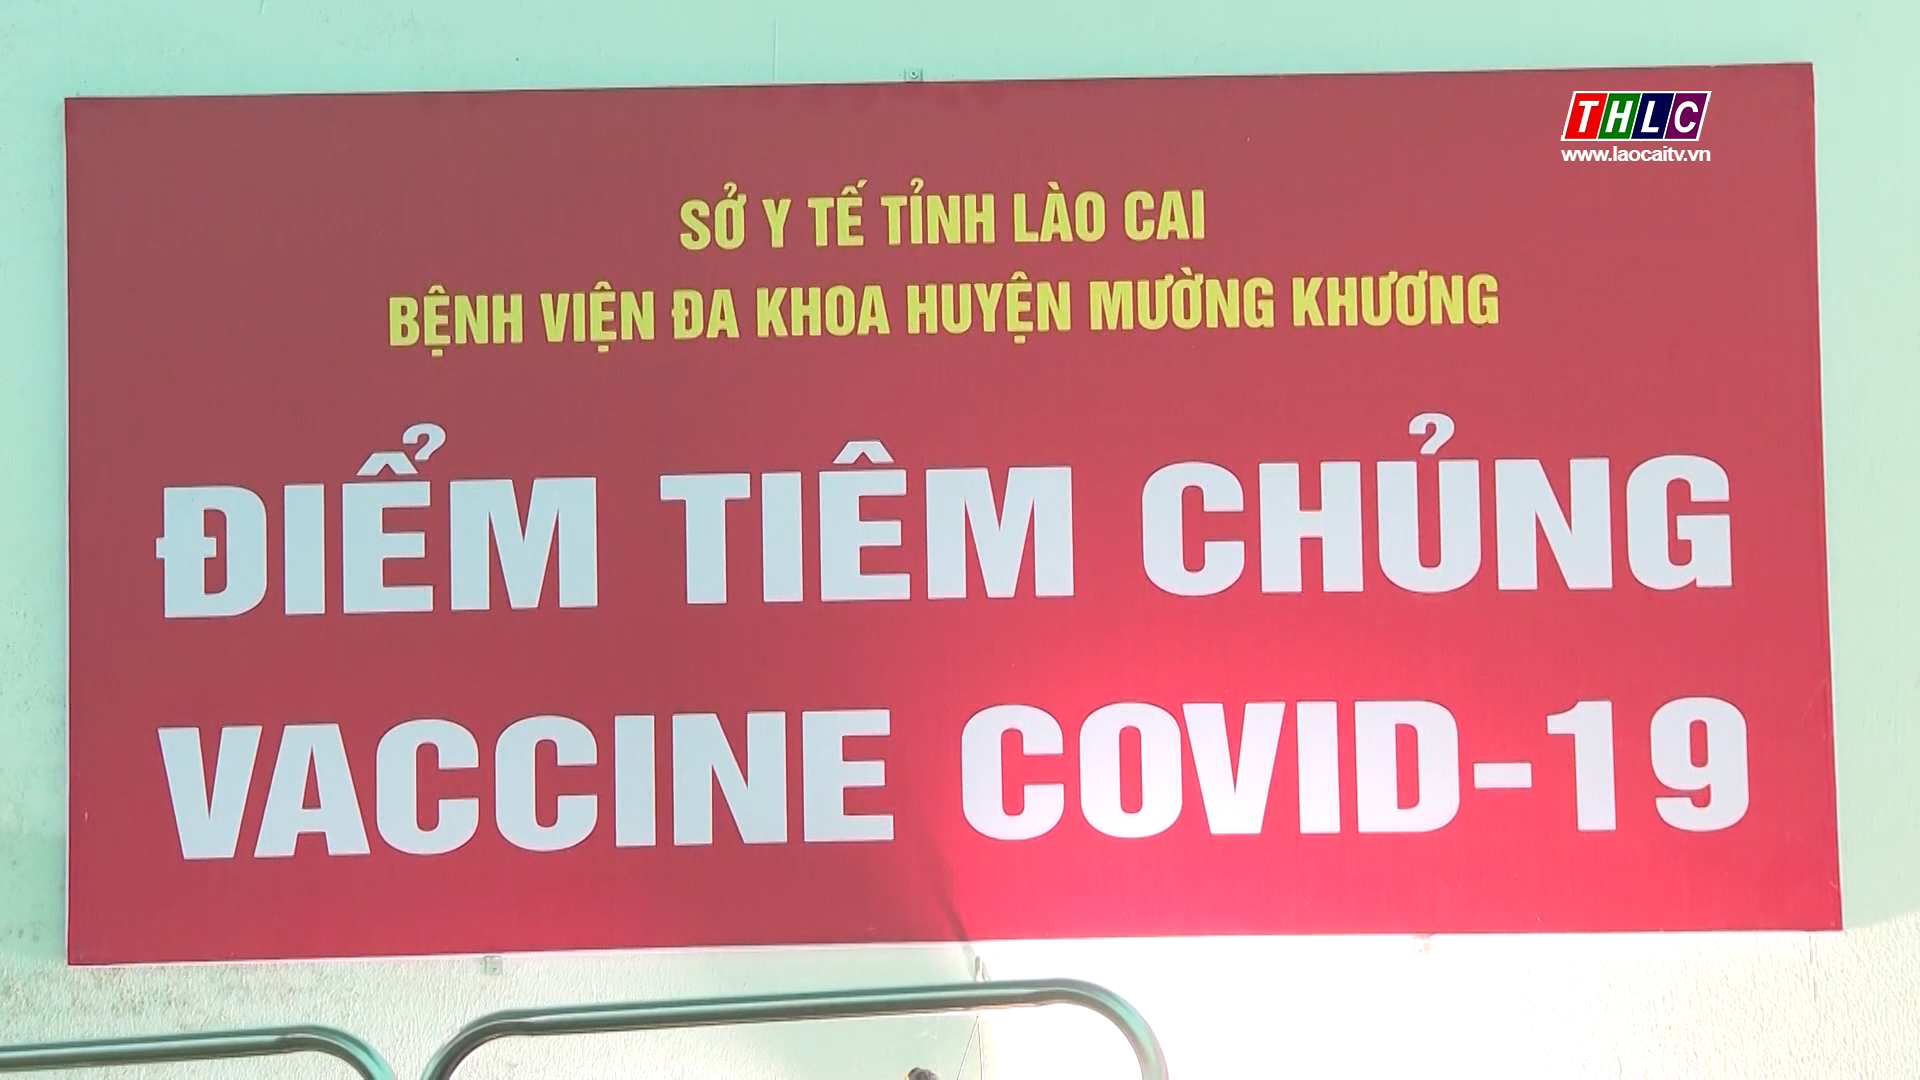 THLC
www.laocaitv.vn
SỞ Y TẾ TỈNH LÀO CAI
BỆNH VIỆN ĐA KHOA HUYỆN MƯỜNG KHƯƠNG
ĐIỂM TIÊM CHỦNG
VACCINE COVID-19